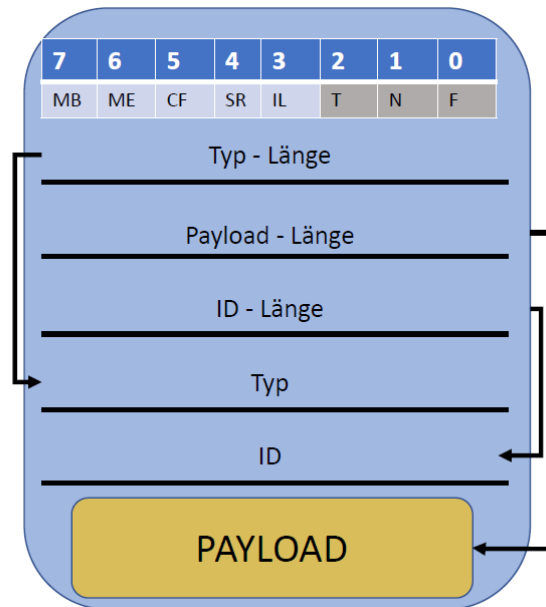 7 6 5 4 3 2 1 0
MB ME CF SR IL T N F
Typ - Länge
Payload - Länge
ID - Länge
Typ
ID
PAYLOAD